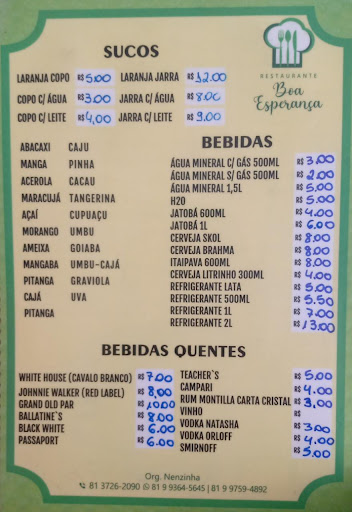 RESTAURANTE
Boa
Esperança
SUCOS
LARANJA COPO R$ 5,00 LARANJA JARRA R$ 12,00
COPO C/ ÁGUA R$ 3,00 JARRA C/ ÁGUA R$ 8,00
COPO C/ LEITE R$ 4,00 JARRA C/ LEITE R$ 9,00
ABACAXI CAJU
MANGA PINHA
ACEROLA CACAU
MARACUJÁ TANGERINA
AÇAÍ CUPUAÇU
MORANGO UMBU
AMEIXA GOIABA
MANGABA UMBU-CAJÁ
PITANGA GRAVIOLA
CAJÁ UVA
PITANGA
BEBIDAS
ÁGUA MINERAL C/ GÁS 500ML R$ 3,00
ÁGUA MINERAL S/ GÁS 500ML R$ 2,00
ÁGUA MINERAL 1,5L R$ 5,00
H20 R$ 5,00
JATOBÁ 600ML R$ 4,00
JATOBÁ 1L R$ 6,00
CERVEJA SKOL R$ 8,00
CERVEJA BRAHMA R$ 8,00
ITAIPAVA 600ML R$ 8,00
CERVEJA LITRINHO 300ML R$ 4,00
REFRIGERANTE LATA R$ 5,00
REFRIGERANTE 500ML R$ 5,50
REFRIGERANTE 1L R$ 7,00
REFRIGERANTE 2L R$ 13,00
BEBIDAS QUENTES
WHITE HOUSE (CAVALO BRANCO) R$ 7,00
JOHNNIE WALKER (RED LABEL) R$ 8,00
GRAND OLD PAR R$ 10,00
BALLATINE`S R$ 8,00
BLACK WHITE R$ 6,00
PASSAPORT R$ 6,00
TEACHER`S R$ 5,00
CAMPARI R$ 4,00
RUM MONTILLA CARTA CRISTAL R$ 3,00
VINHO R$
VODKA NATASHA R$ 3,00
VODKA ORLOFF R$ 4,00
SMIRNOFF R$ 5,00
Org. Nenzinha
81 3726-2090 81 9 9364-5645 | 81 9 9759-4892